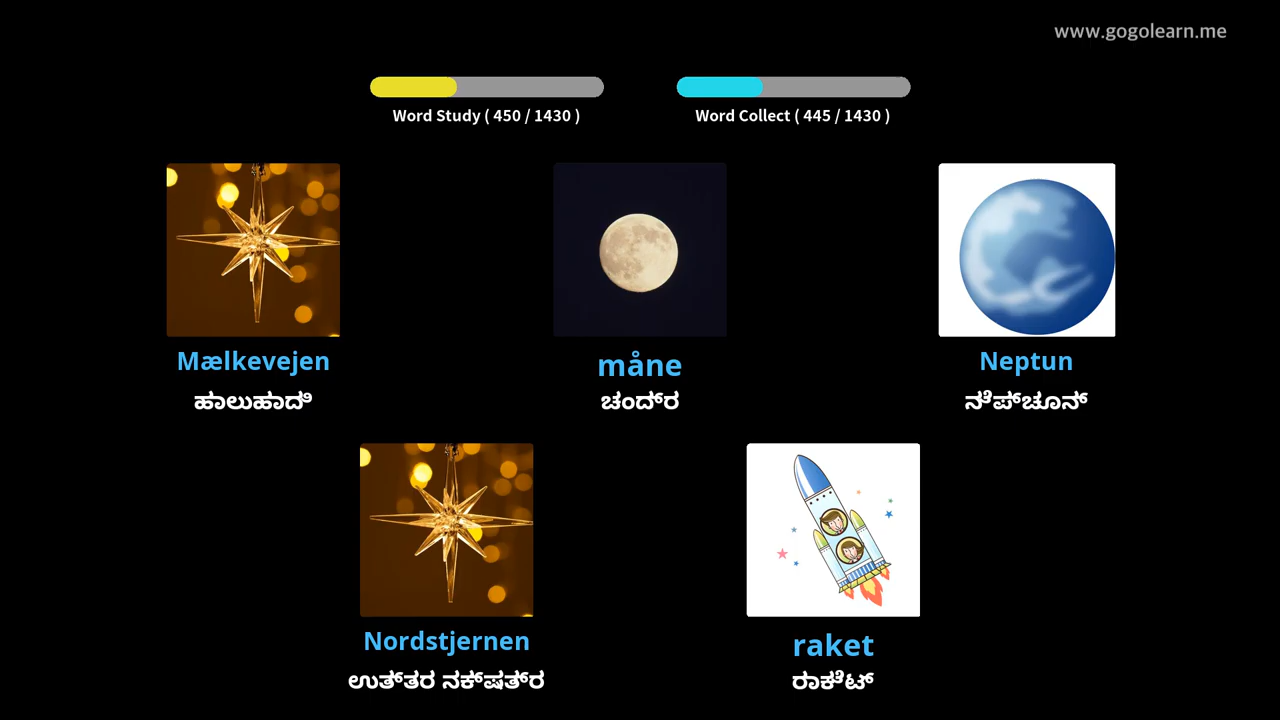 www.gogolearn.me
Word Study ( 450 / 1430 )
Word Collect ( 445 / 1430 )
Mælkevejen
måne
Neptun
ಹಾಲುಹಾದಿ
ಚಂದ್ರ
ನೆಪ್ಚೂನ್
Nordstjernen
raket
ಉತ್ತರ ನಕ್ಷತ್ರ
ರಾಕೆಟ್